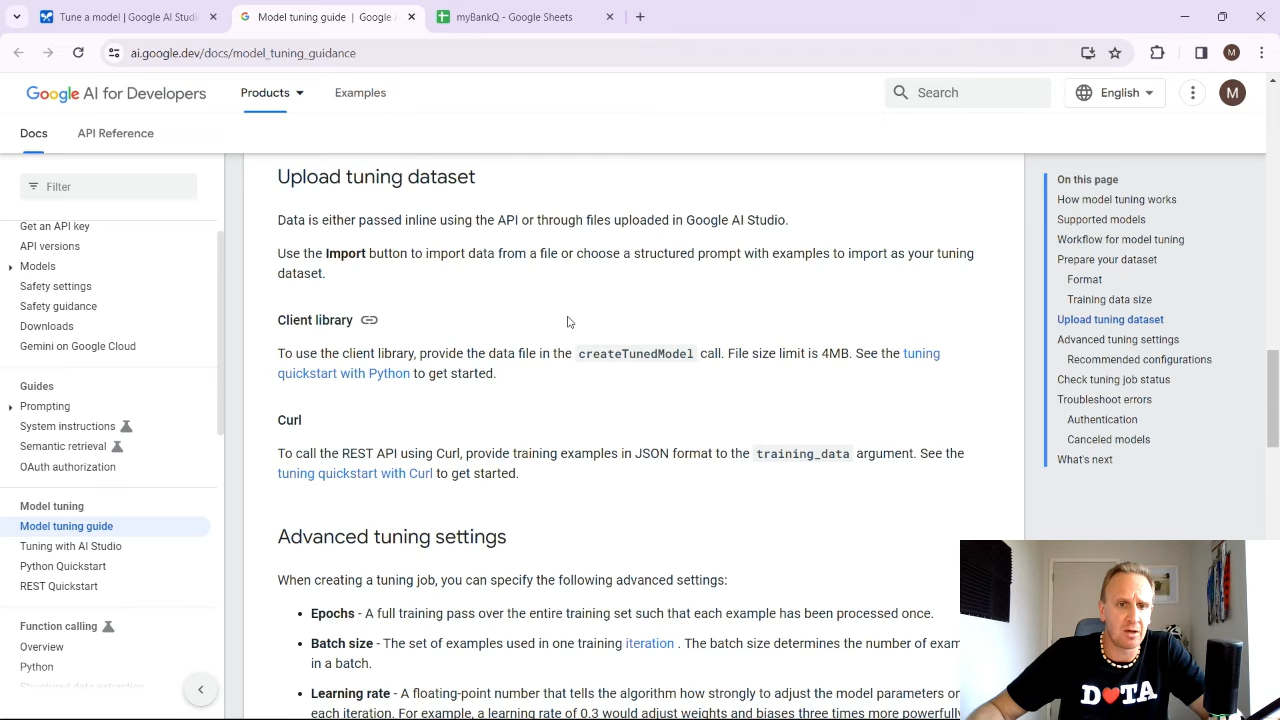 Tune a model | Google AI Studi
Model tuning guide | Google A
myBankQ - Google Sheets
ai.google.dev/docs/model_tuning_guidance
M
Google AI for Developers
Products
Examples
Search
English
M
Docs
API Reference
Filter
Get an API key
API versions
Models
Safety settings
Safety guidance
Downloads
Gemini on Google Cloud
Guides
Prompting
System instructions
Semantic retrieval
OAuth authorization
Model tuning
Model tuning guide
Tuning with AI Studio
Python Quickstart
REST Quickstart
Function calling
Overview
Python
Structured data extraction
Upload tuning dataset
Data is either passed inline using the API or through files uploaded in Google AI Studio.
Use the Import button to import data from a file or choose a structured prompt with examples to import as your tuning
dataset.
Client library
To use the client library, provide the data file in the createTunedModel call. File size limit is 4MB. See the tuning
quickstart with Python to get started.
Curl
To call the REST API using Curl, provide training examples in JSON format to the training_data argument. See the
tuning quickstart with Curl to get started.
Advanced tuning settings
When creating a tuning job, you can specify the following advanced settings:
• Epochs - A full training pass over the entire training set such that each example has been processed once.
• Batch size - The set of examples used in one training iteration . The batch size determines the number of exam
in a batch.
• Learning rate - A floating-point number that tells the algorithm how strongly to adjust the model parameters on
each iteration. For example, a learning rate of 0.3 would adjust weights and biases three times more powerfully
On this page
How model tuning works
Supported models
Workflow for model tuning
Prepare your dataset
Format
Training data size
Upload tuning dataset
Advanced tuning settings
Recommended configurations
Check tuning job status
Troubleshoot errors
Authentication
Canceled models
What's next
D♥TA